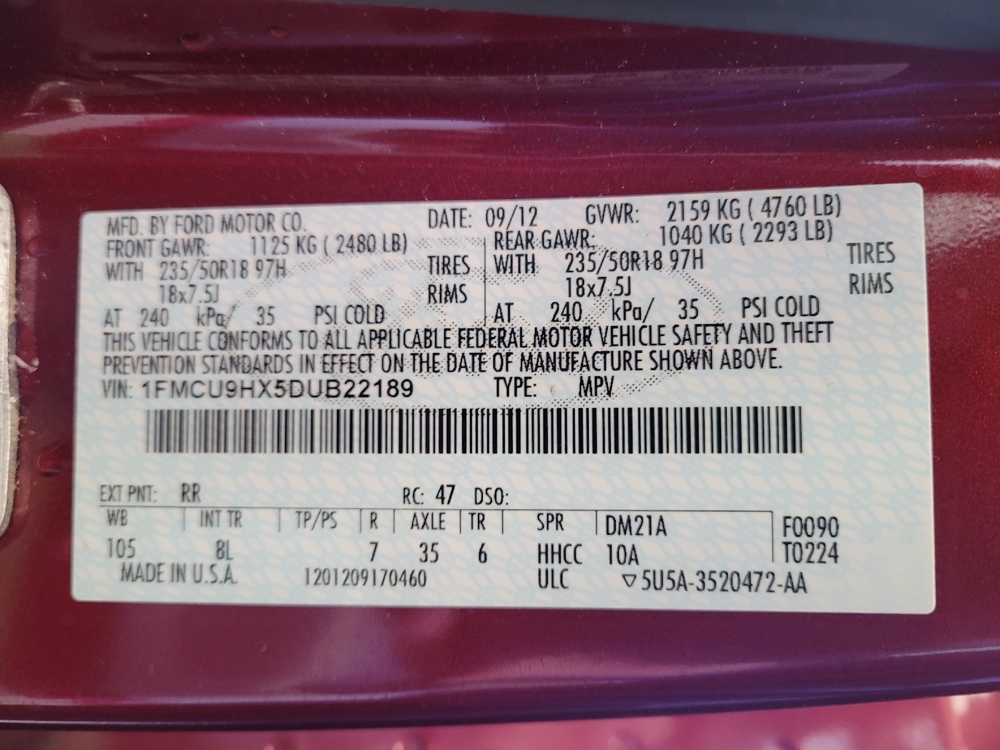 MFD. BY FORD MOTOR CO. DATE: 09/12 GVWR: 2159 KG ( 4760 LB)
FRONT GAWR: 1125 KG ( 2480 LB) REAR GAWR: 1040 KG ( 2293 LB)
WITH 235/50R18 97H TIRES WITH 235/50R18 97H TIRES
18x7.5J RIMS 18x7.5J RIMS
AT 240 kPa/ 35 PSI COLD AT 240 kPa/ 35 PSI COLD
THIS VEHICLE CONFORMS TO ALL APPLICABLE FEDERAL MOTOR VEHICLE SAFETY AND THEFT
PREVENTION STANDARDS IN EFFECT ON THE DATE OF MANUFACTURE SHOWN ABOVE.
VIN: 1FMCU9HX5DUB22189 TYPE: MPV
EXT PNT: RR RC: 47 DSO:
WB INT TR TP/PS R AXLE TR SPR DM21A F0090
105 8L 7 35 6 HHCC 10A T0224
MADE IN U.S.A. 1201209170460 ULC ▽5U5A-3520472-AA